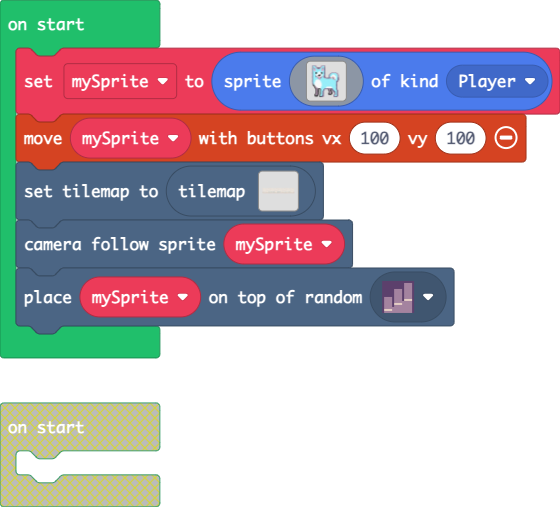 on start
set mySprite to sprite of kind Player
move mySprite with buttons vx 100 vy 100
set tilemap to tilemap
camera follow sprite mySprite
place mySprite on top of random
on start